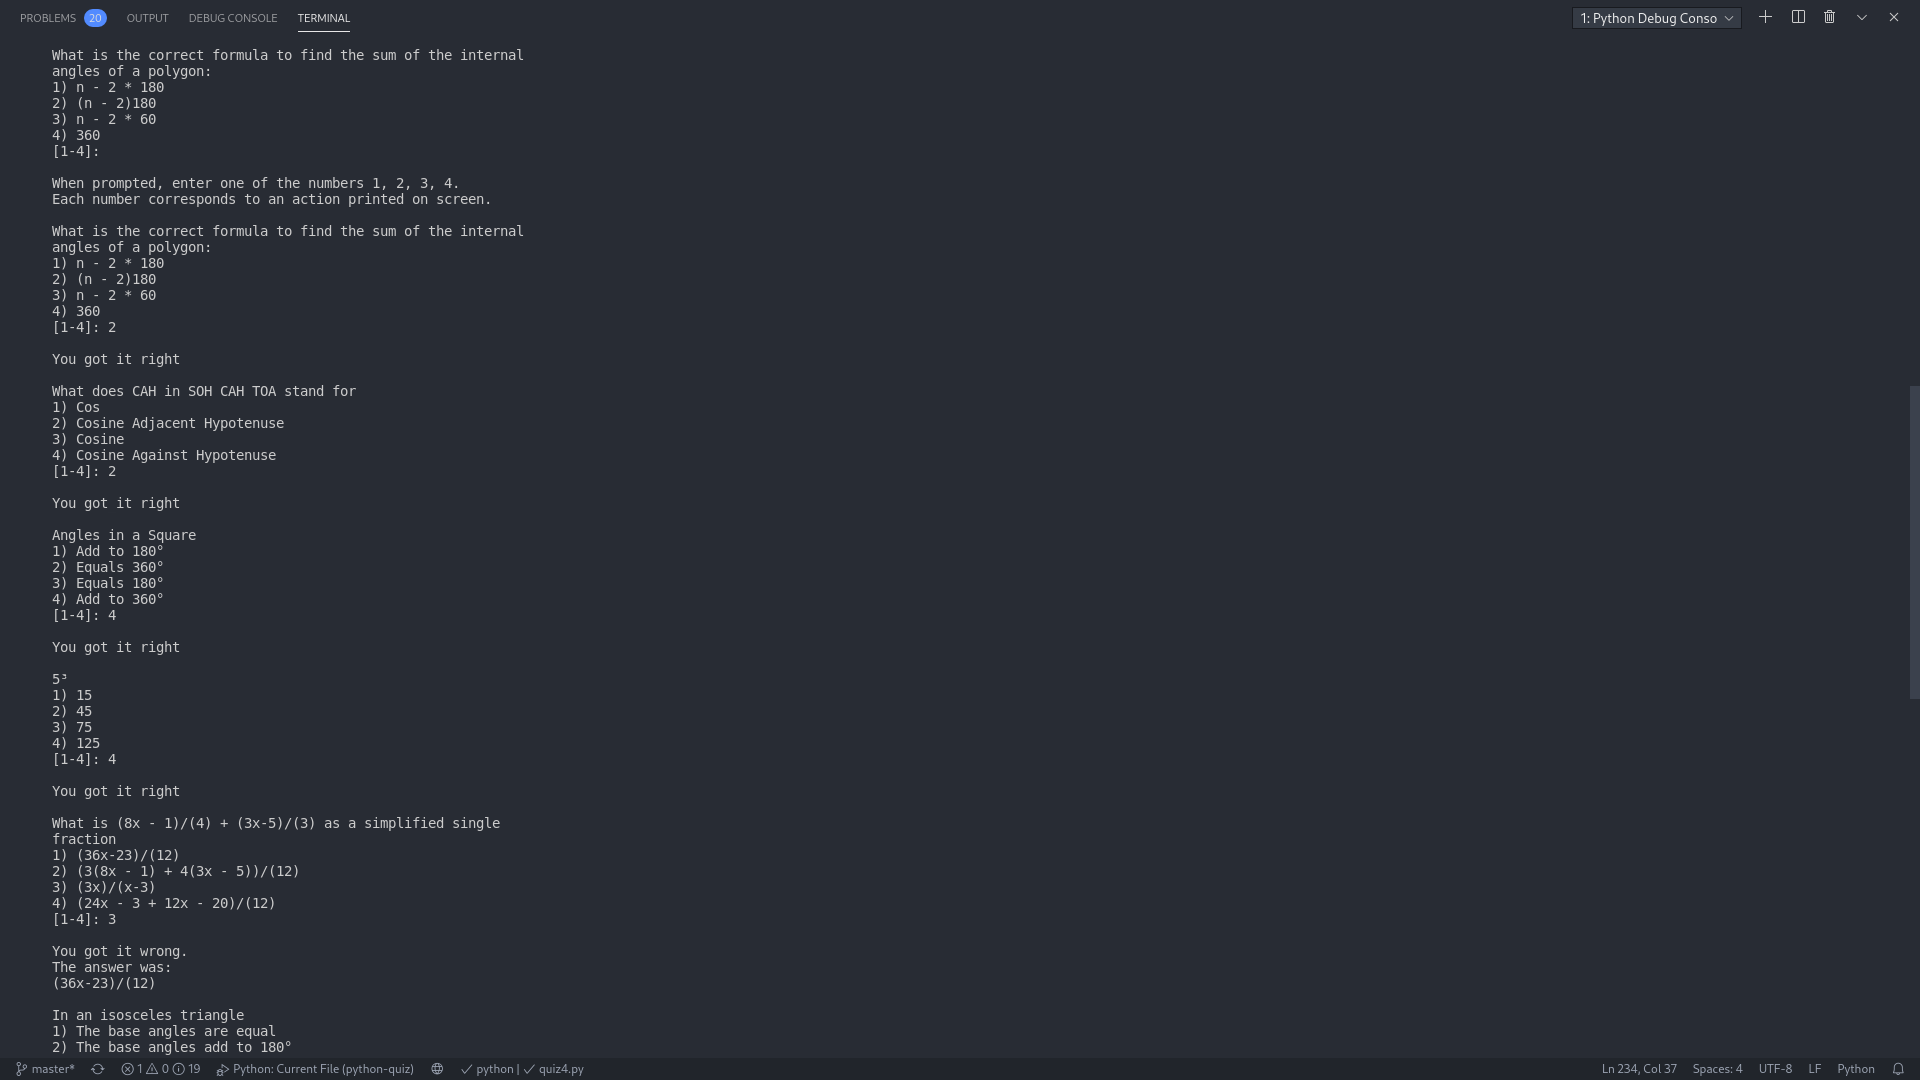 PROBLEMS 20 OUTPUT DEBUG CONSOLE TERMINAL 1: Python Debug Conso
What is the correct formula to find the sum of the internal
angles of a polygon:
1) n - 2 * 180
2) (n - 2)180
3) n - 2 * 60
4) 360
[1-4]:
When prompted, enter one of the numbers 1, 2, 3, 4.
Each number corresponds to an action printed on screen.
What is the correct formula to find the sum of the internal
angles of a polygon:
1) n - 2 * 180
2) (n - 2)180
3) n - 2 * 60
4) 360
[1-4]: 2
You got it right
What does CAH in SOH CAH TOA stand for
1) Cos
2) Cosine Adjacent Hypotenuse
3) Cosine
4) Cosine Against Hypotenuse
[1-4]: 2
You got it right
Angles in a Square
1) Add to 180°
2) Equals 360°
3) Equals 180°
4) Add to 360°
[1-4]: 4
You got it right
5³
1) 15
2) 45
3) 75
4) 125
[1-4]: 4
You got it right
What is (8x - 1)/(4) + (3x-5)/(3) as a simplified single
fraction
1) (36x-23)/(12)
2) (3(8x - 1) + 4(3x - 5))/(12)
3) (3x)/(x-3)
4) (24x - 3 + 12x - 20)/(12)
[1-4]: 3
You got it wrong.
The answer was:
(36x-23)/(12)
In an isosceles triangle
1) The base angles are equal
2) The base angles add to 180°
master* 1 0 19 Python: Current File (python-quiz) python | quiz4.py Ln 234, Col 37 Spaces: 4 UTF-8 LF Python